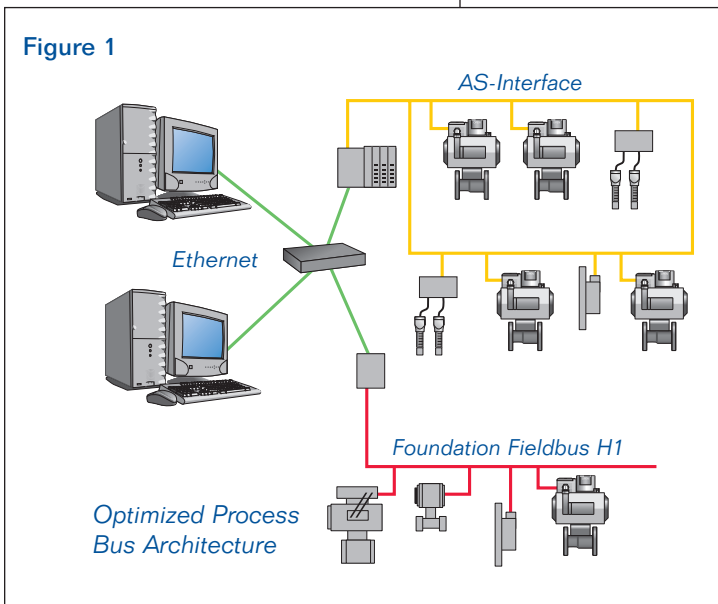 Figure 1
AS-Interface
Ethernet
Foundation Fieldbus H1
Optimized Process
Bus Architecture